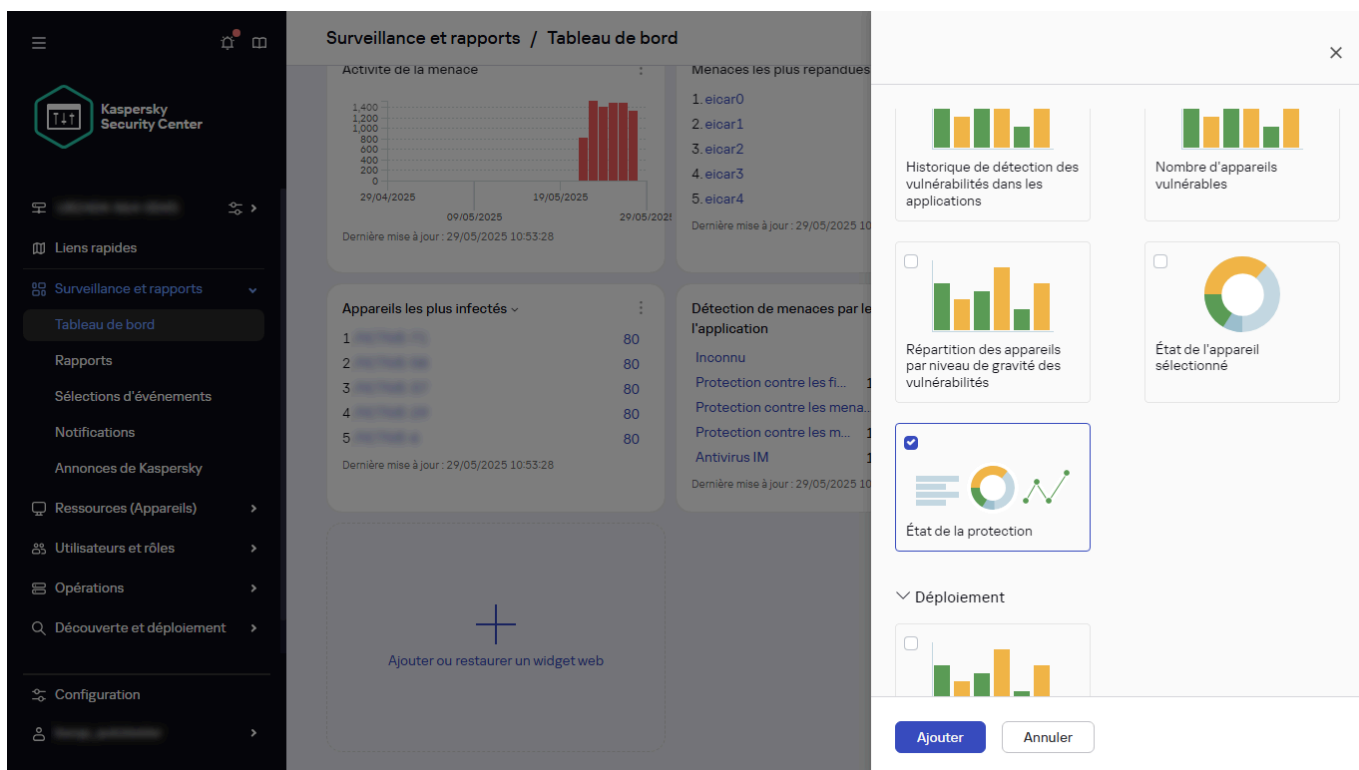 Kaspersky
Security Center
Liens rapides
Surveillance et rapports
Tableau de bord
Rapports
Sélections d'événements
Notifications
Annonces de Kaspersky
Ressources (Appareils)
Utilisateurs et rôles
Opérations
Découverte et déploiement
Configuration
Surveillance et rapports / Tableau de bord
Activité de la menace
1,400
1,200
1,000
800
600
400
200
0
29/04/2025
19/05/2025
09/05/2025
29/05/2025
Dernière mise à jour : 29/05/2025 10:53:28
Menaces les plus répandues
1. eicar0
2. eicar1
3. eicar2
4. eicar3
5. eicar4
Dernière mise à jour : 29/05/2025 10
Appareils les plus infectés
1 80
2 80
3 80
4 80
5 80
Dernière mise à jour : 29/05/2025 10:53:28
Détection de menaces par le
l'application
Inconnu
Protection contre les fi... 1
Protection contre les mena...
Protection contre les m... 1
Antivirus IM 1
Dernière mise à jour : 29/05/2025 10
Ajouter ou restaurer un widget web
Historique de détection des
vulnérabilités dans les
applications
Nombre d'appareils
vulnérables
Répartition des appareils
par niveau de gravité des
vulnérabilités
État de l'appareil
sélectionné
État de la protection
Déploiement
Ajouter
Annuler